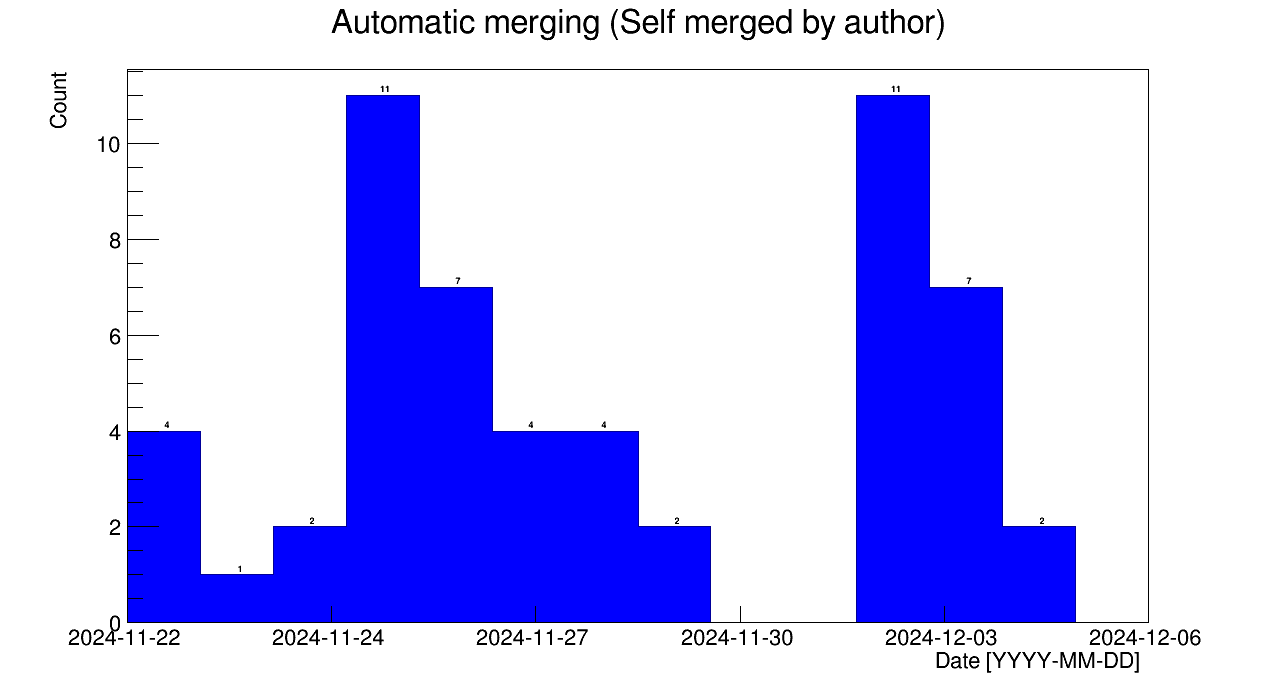 Automatic merging (Self merged by author)
Count
11 11
10
8
7 7
6
4 4 4 4
2 2 2 2
1
0
2024-11-22 2024-11-24 2024-11-27 2024-11-30 2024-12-03 2024-12-06
Date [YYYY-MM-DD]